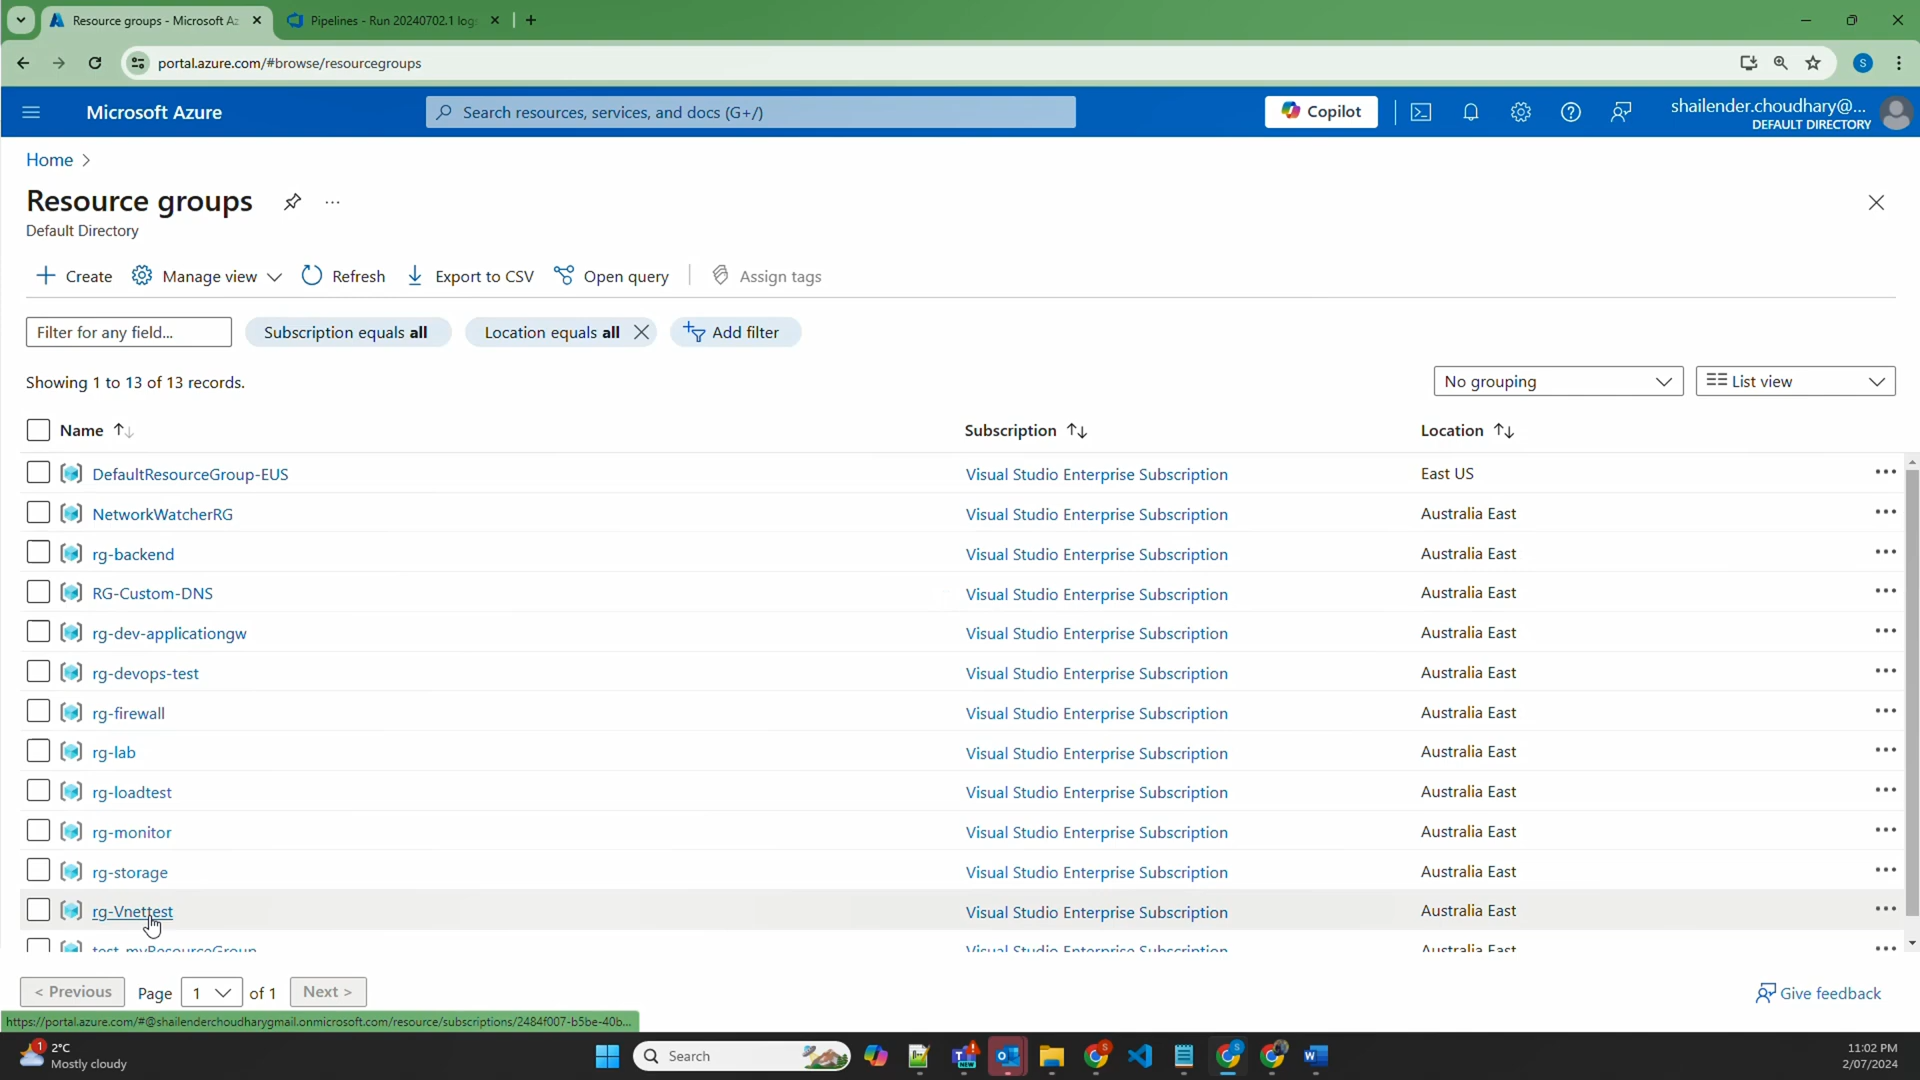 Resource groups - Microsoft Az
Pipelines - Run 20240702.1 log
portal.azure.com/#browse/resourcegroups
S
Microsoft Azure
Search resources, services, and docs (G+/)
Copilot
shailender.choudhary@...
DEFAULT DIRECTORY
Home
Resource groups
Default Directory
Create Manage view Refresh Export to CSV Open query Assign tags
Filter for any field... Subscription equals all Location equals all Add filter
Showing 1 to 13 of 13 records.
No grouping List view
Name Subscription Location
DefaultResourceGroup-EUS Visual Studio Enterprise Subscription East US
NetworkWatcherRG Visual Studio Enterprise Subscription Australia East
rg-backend Visual Studio Enterprise Subscription Australia East
RG-Custom-DNS Visual Studio Enterprise Subscription Australia East
rg-dev-applicationgw Visual Studio Enterprise Subscription Australia East
rg-devops-test Visual Studio Enterprise Subscription Australia East
rg-firewall Visual Studio Enterprise Subscription Australia East
rg-lab Visual Studio Enterprise Subscription Australia East
rg-loadtest Visual Studio Enterprise Subscription Australia East
rg-monitor Visual Studio Enterprise Subscription Australia East
rg-storage Visual Studio Enterprise Subscription Australia East
rg-Vnettest Visual Studio Enterprise Subscription Australia East
test-myResourceGroup Visual Studio Enterprise Subscription Australia East
< Previous Page 1 of 1 Next >
Give feedback
https://portal.azure.com/#@shailenderchoudharygmail.onmicrosoft.com/resource/subscriptions/2484f007-b5be-40b...
1
2°C
Mostly cloudy
Search
NEW
11:02 PM
2/07/2024